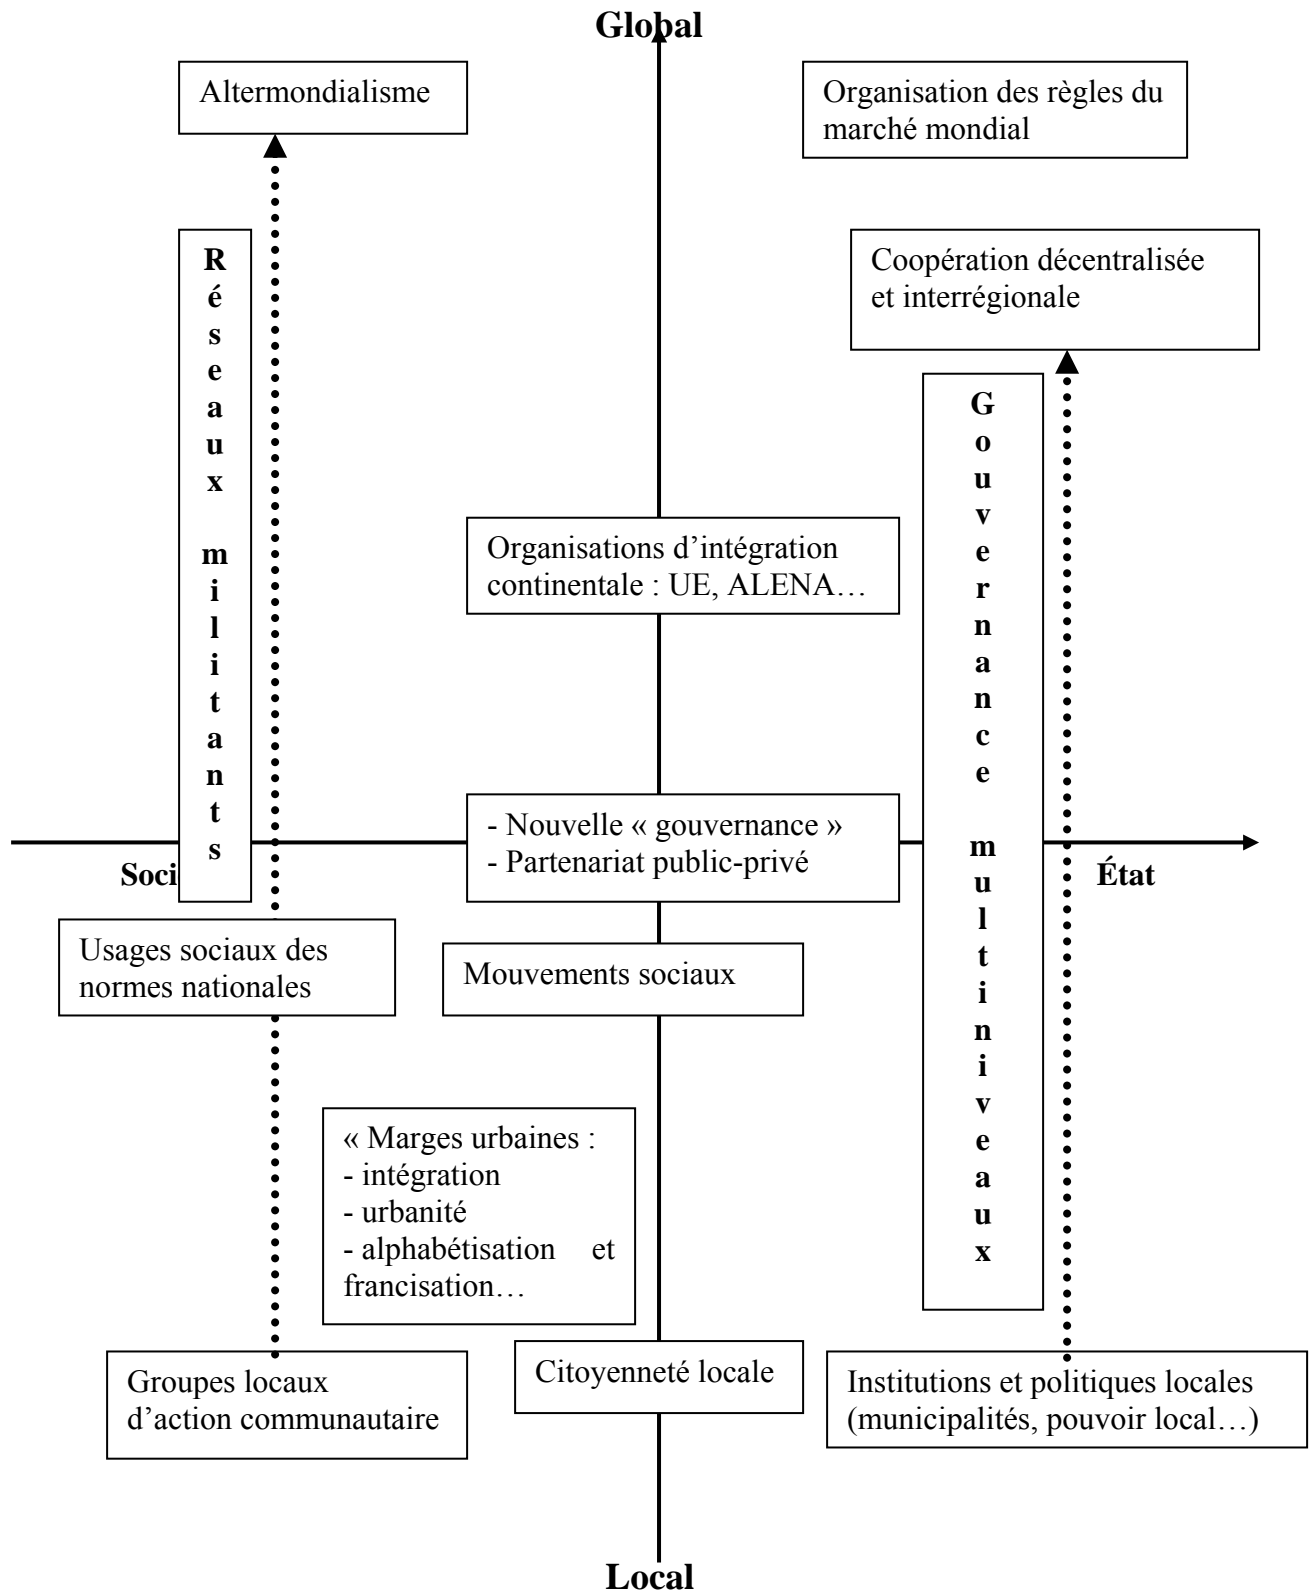 Global
Altermondialisme
Organisation des règles du
marché mondial
Réseaux militants
Coopération décentralisée
et interrégionale
Gouvernance multiniveaux
Organisations d’intégration
continentale : UE, ALENA…
- Nouvelle « gouvernance »
- Partenariat public-privé
Soci
État
Usages sociaux des
normes nationales
Mouvements sociaux
« Marges urbaines :
- intégration
- urbanité
- alphabétisation et
francisation…
Groupes locaux
d’action communautaire
Citoyenneté locale
Institutions et politiques locales
(municipalités, pouvoir local…)
Local